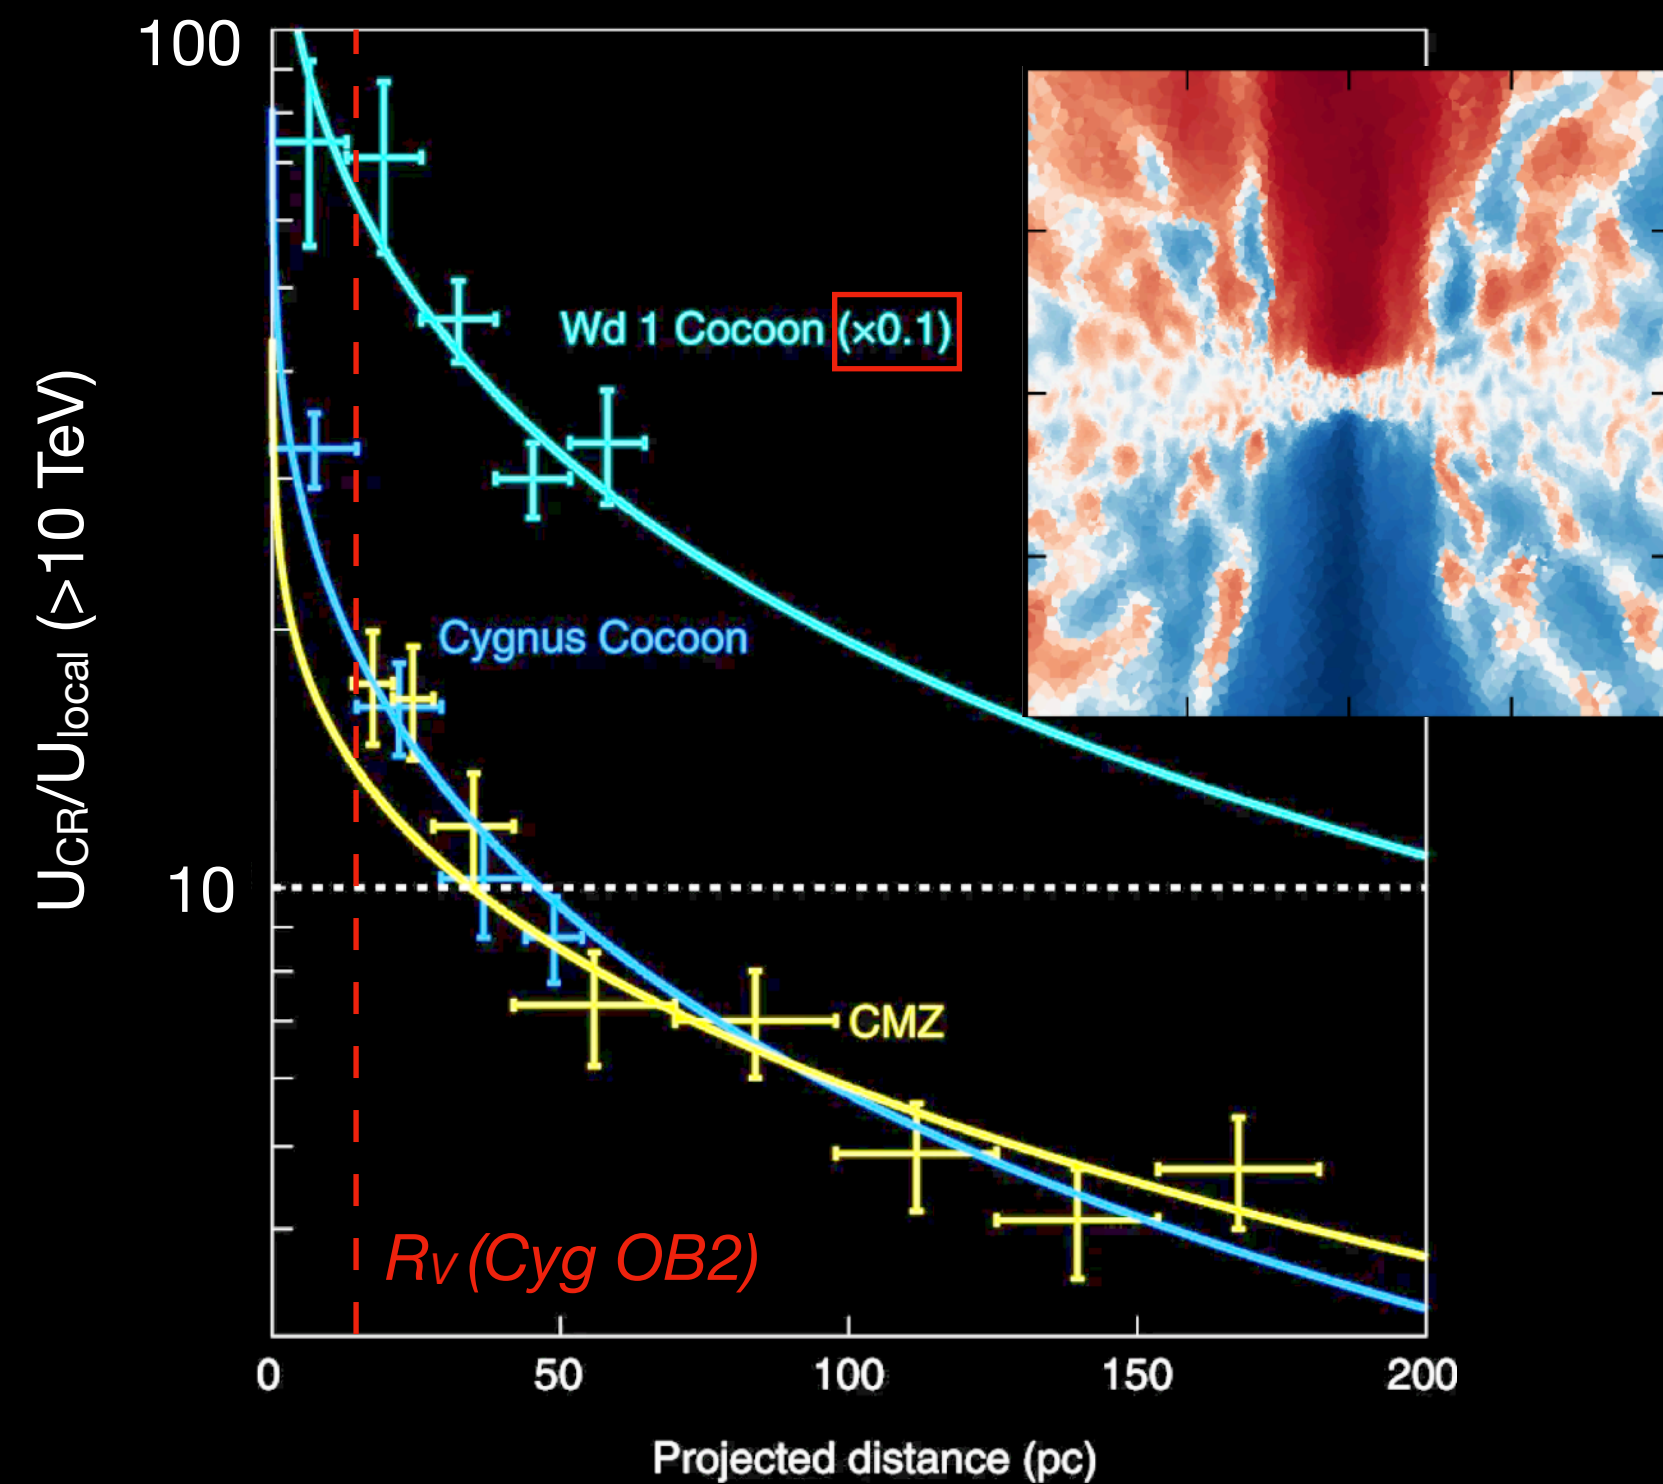 100
Wd 1 Cocoon (×0.1)
UCR/Ulocal (>10 TeV)
Cygnus Cocoon
10
CMZ
RV (Cyg OB2)
0 50 100 150 200
Projected distance (pc)